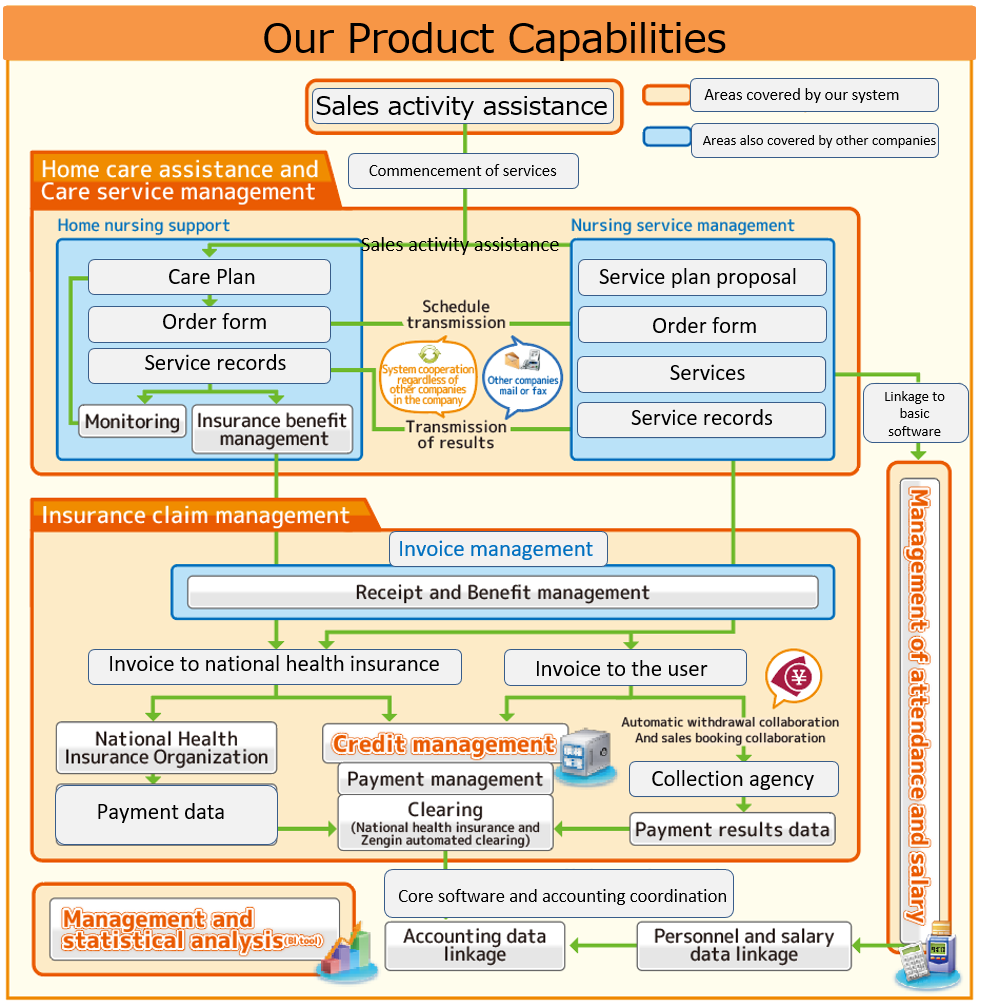 Our Product Capabilities
Sales activity assistance
Areas covered by our system
Areas also covered by other companies
Commencement of services
Home care assistance and
Care service management
Home nursing support
Nursing service management
Sales activity assistance
Care Plan
Service plan proposal
Order form
Schedule
transmission
Order form
Service records
System cooperation
regardless of
other companies
in the company
Other companies
mail or fax
Services
Monitoring
Insurance benefit
management
Transmission
of results
Service records
Linkage to
basic
software
Management of attendance and salary
Insurance claim management
Invoice management
Receipt and Benefit management
Invoice to national health insurance
Invoice to the user
¥
Automatic withdrawal collaboration
And sales booking collaboration
National Health
Insurance Organization
Credit management
Payment management
Collection agency
Payment data
Clearing
(National health insurance and
Zengin automated clearing)
Payment results data
Core software and accounting coordination
Management and
statistical analysis(BI tool)
Accounting data
linkage
Personnel and salary
data linkage